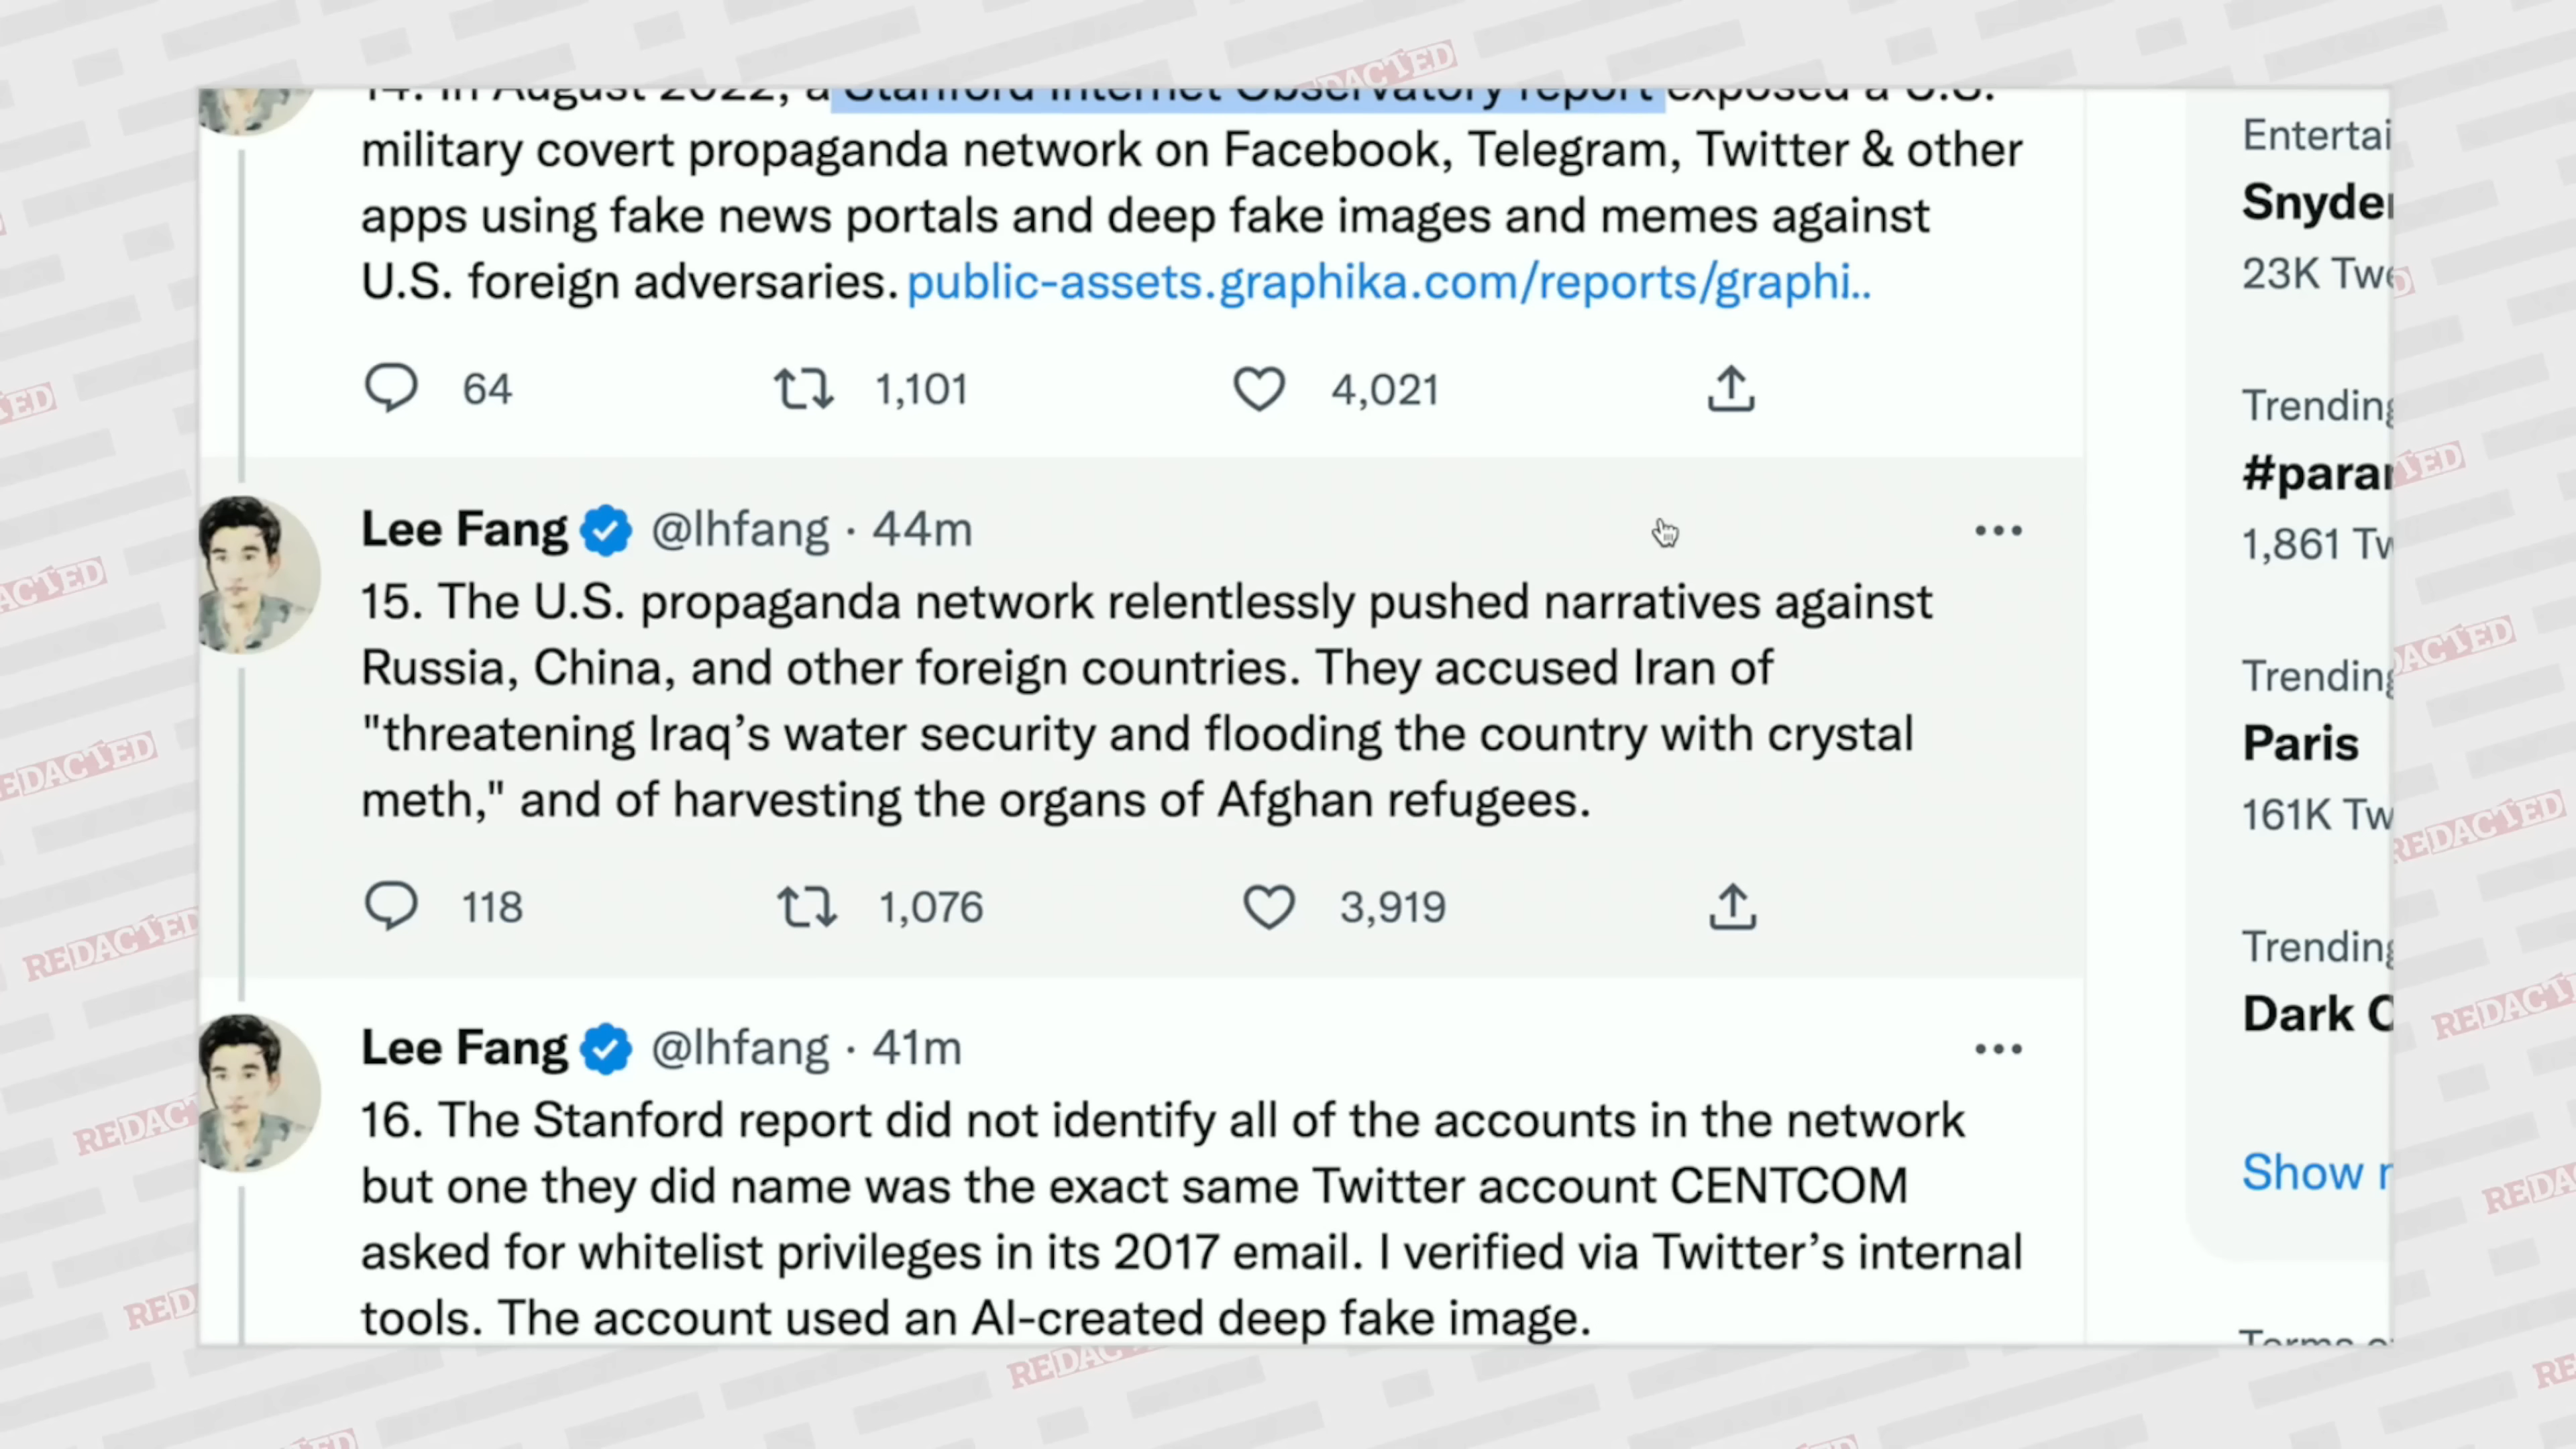 14. In August 2022, a Stanford Internet Observatory report exposed a U.S.
military covert propaganda network on Facebook, Telegram, Twitter & other
apps using fake news portals and deep fake images and memes against
U.S. foreign adversaries. public-assets.graphika.com/reports/graphi..
64 1,101 4,021
Lee Fang @lhfang · 44m
15. The U.S. propaganda network relentlessly pushed narratives against
Russia, China, and other foreign countries. They accused Iran of
"threatening Iraq’s water security and flooding the country with crystal
meth," and of harvesting the organs of Afghan refugees.
118 1,076 3,919
Lee Fang @lhfang · 41m
16. The Stanford report did not identify all of the accounts in the network
but one they did name was the exact same Twitter account CENTCOM
asked for whitelist privileges in its 2017 email. I verified via Twitter’s internal
tools. The account used an AI-created deep fake image.
Entertai
Snyder
23K Twe
Trending
#para
1,861 Tw
Trending
Paris
161K Tw
Trending
Dark
Show
Terms
REDACTED
REDACTED